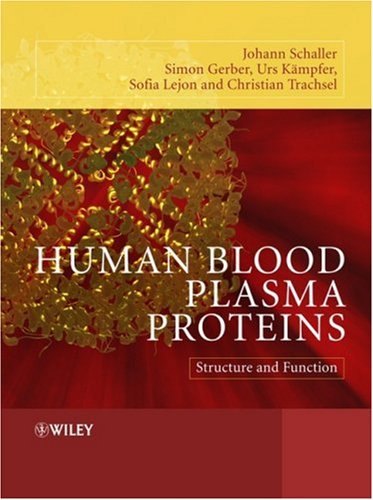 Johann Schaller
Simon Gerber, Urs Kämpfer,
Sofia Lejon and Christian Trachsel
HUMAN BLOOD
PLASMA
PROTEINS
Structure and Function
WILEY